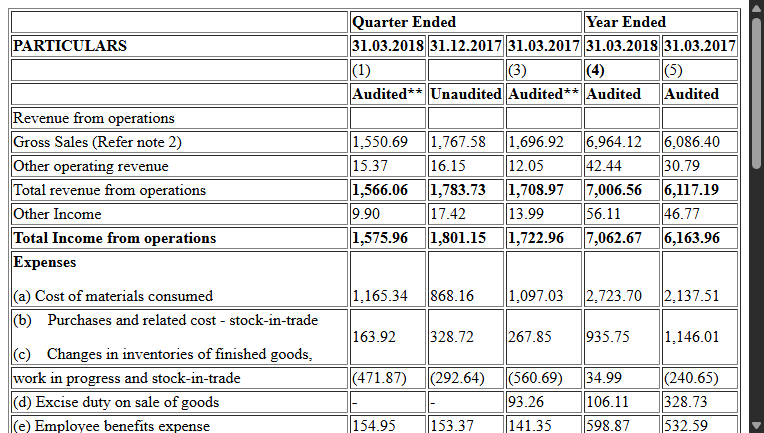 Quarter Ended Year Ended
PARTICULARS 31.03.2018 31.12.2017 31.03.2017 31.03.2018 31.03.2017
(1) (3) (4) (5)
Audited** Unaudited Audited** Audited Audited
Revenue from operations
Gross Sales (Refer note 2) 1,550.69 1,767.58 1,696.92 6,964.12 6,086.40
Other operating revenue 15.37 16.15 12.05 42.44 30.79
Total revenue from operations 1,566.06 1,783.73 1,708.97 7,006.56 6,117.19
Other Income 9.90 17.42 13.99 56.11 46.77
Total Income from operations 1,575.96 1,801.15 1,722.96 7,062.67 6,163.96
Expenses
(a) Cost of materials consumed 1,165.34 868.16 1,097.03 2,723.70 2,137.51
(b) Purchases and related cost - stock-in-trade
163.92 328.72 267.85 935.75 1,146.01
(c) Changes in inventories of finished goods,
work in progress and stock-in-trade (471.87) (292.64) (560.69) 34.99 (240.65)
(d) Excise duty on sale of goods - - 93.26 106.11 328.73
(e) Employee benefits expense 154.95 153.37 141.35 598.87 532.59